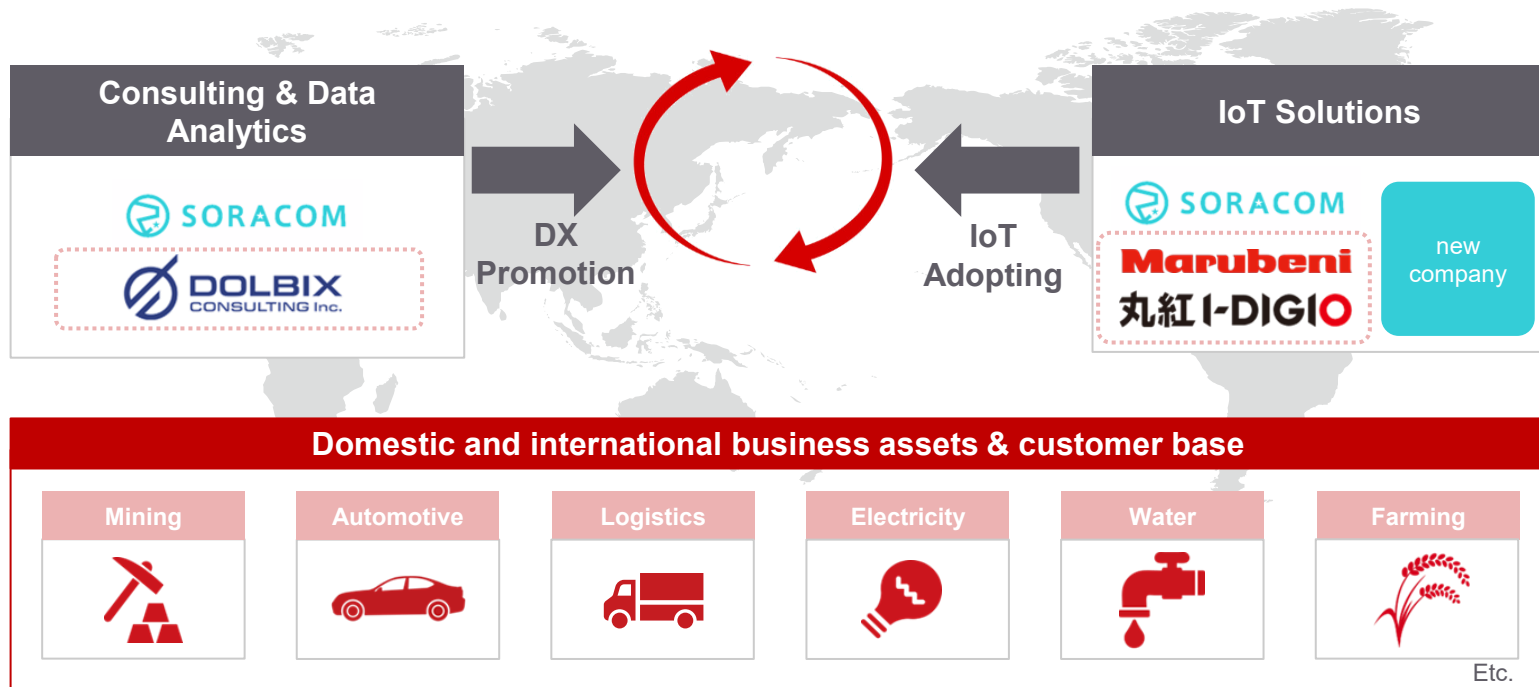 Consulting & Data
Analytics
SORACOM
DOLBIX
CONSULTING Inc.
DX
Promotion
IoT
Adopting
IoT Solutions
SORACOM
Marubeni
丸紅 I-DIGIO
new
company
Domestic and international business assets & customer base
Mining
Automotive
Logistics
Electricity
Water
Farming
Etc.